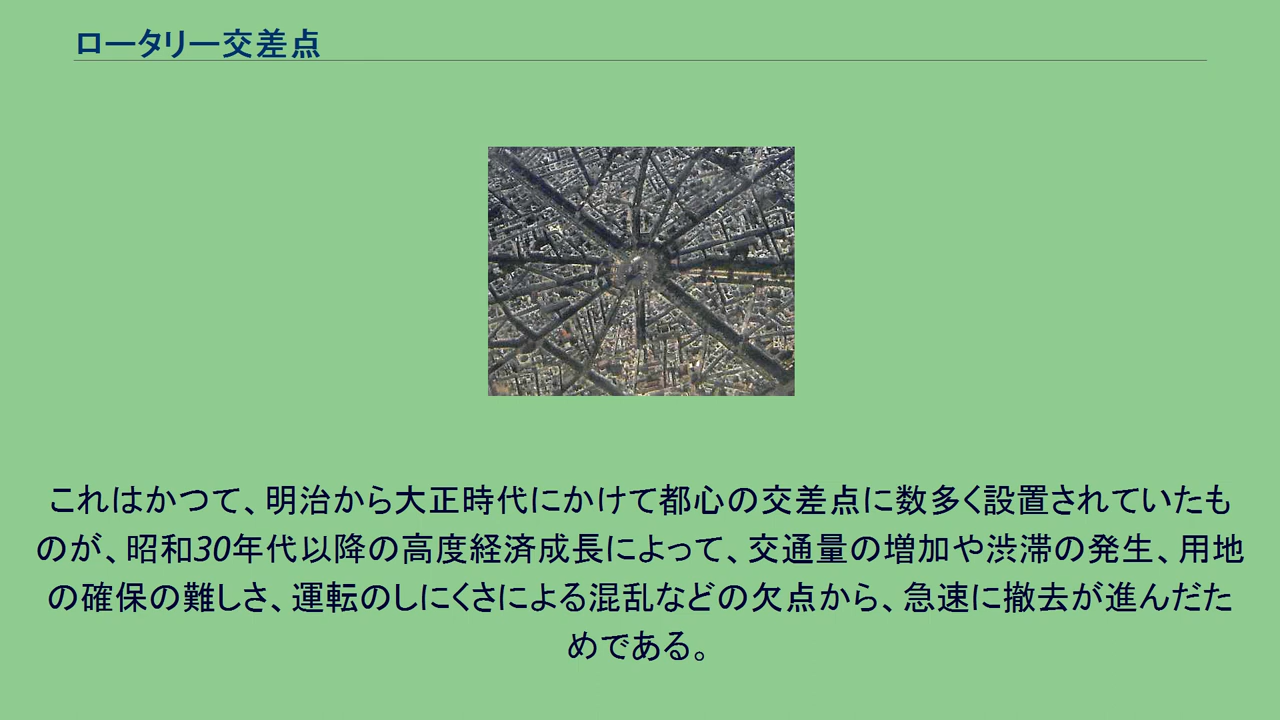 ロータリー交差点
これはかつて、明治から大正時代にかけて都心の交差点に数多く設置されていたも
のが、昭和30年代以降の高度経済成長によって、交通量の増加や渋滞の発生、用地
の確保の難しさ、運転のしにくさによる混乱などの欠点から、急速に撤去が進んだた
めである。